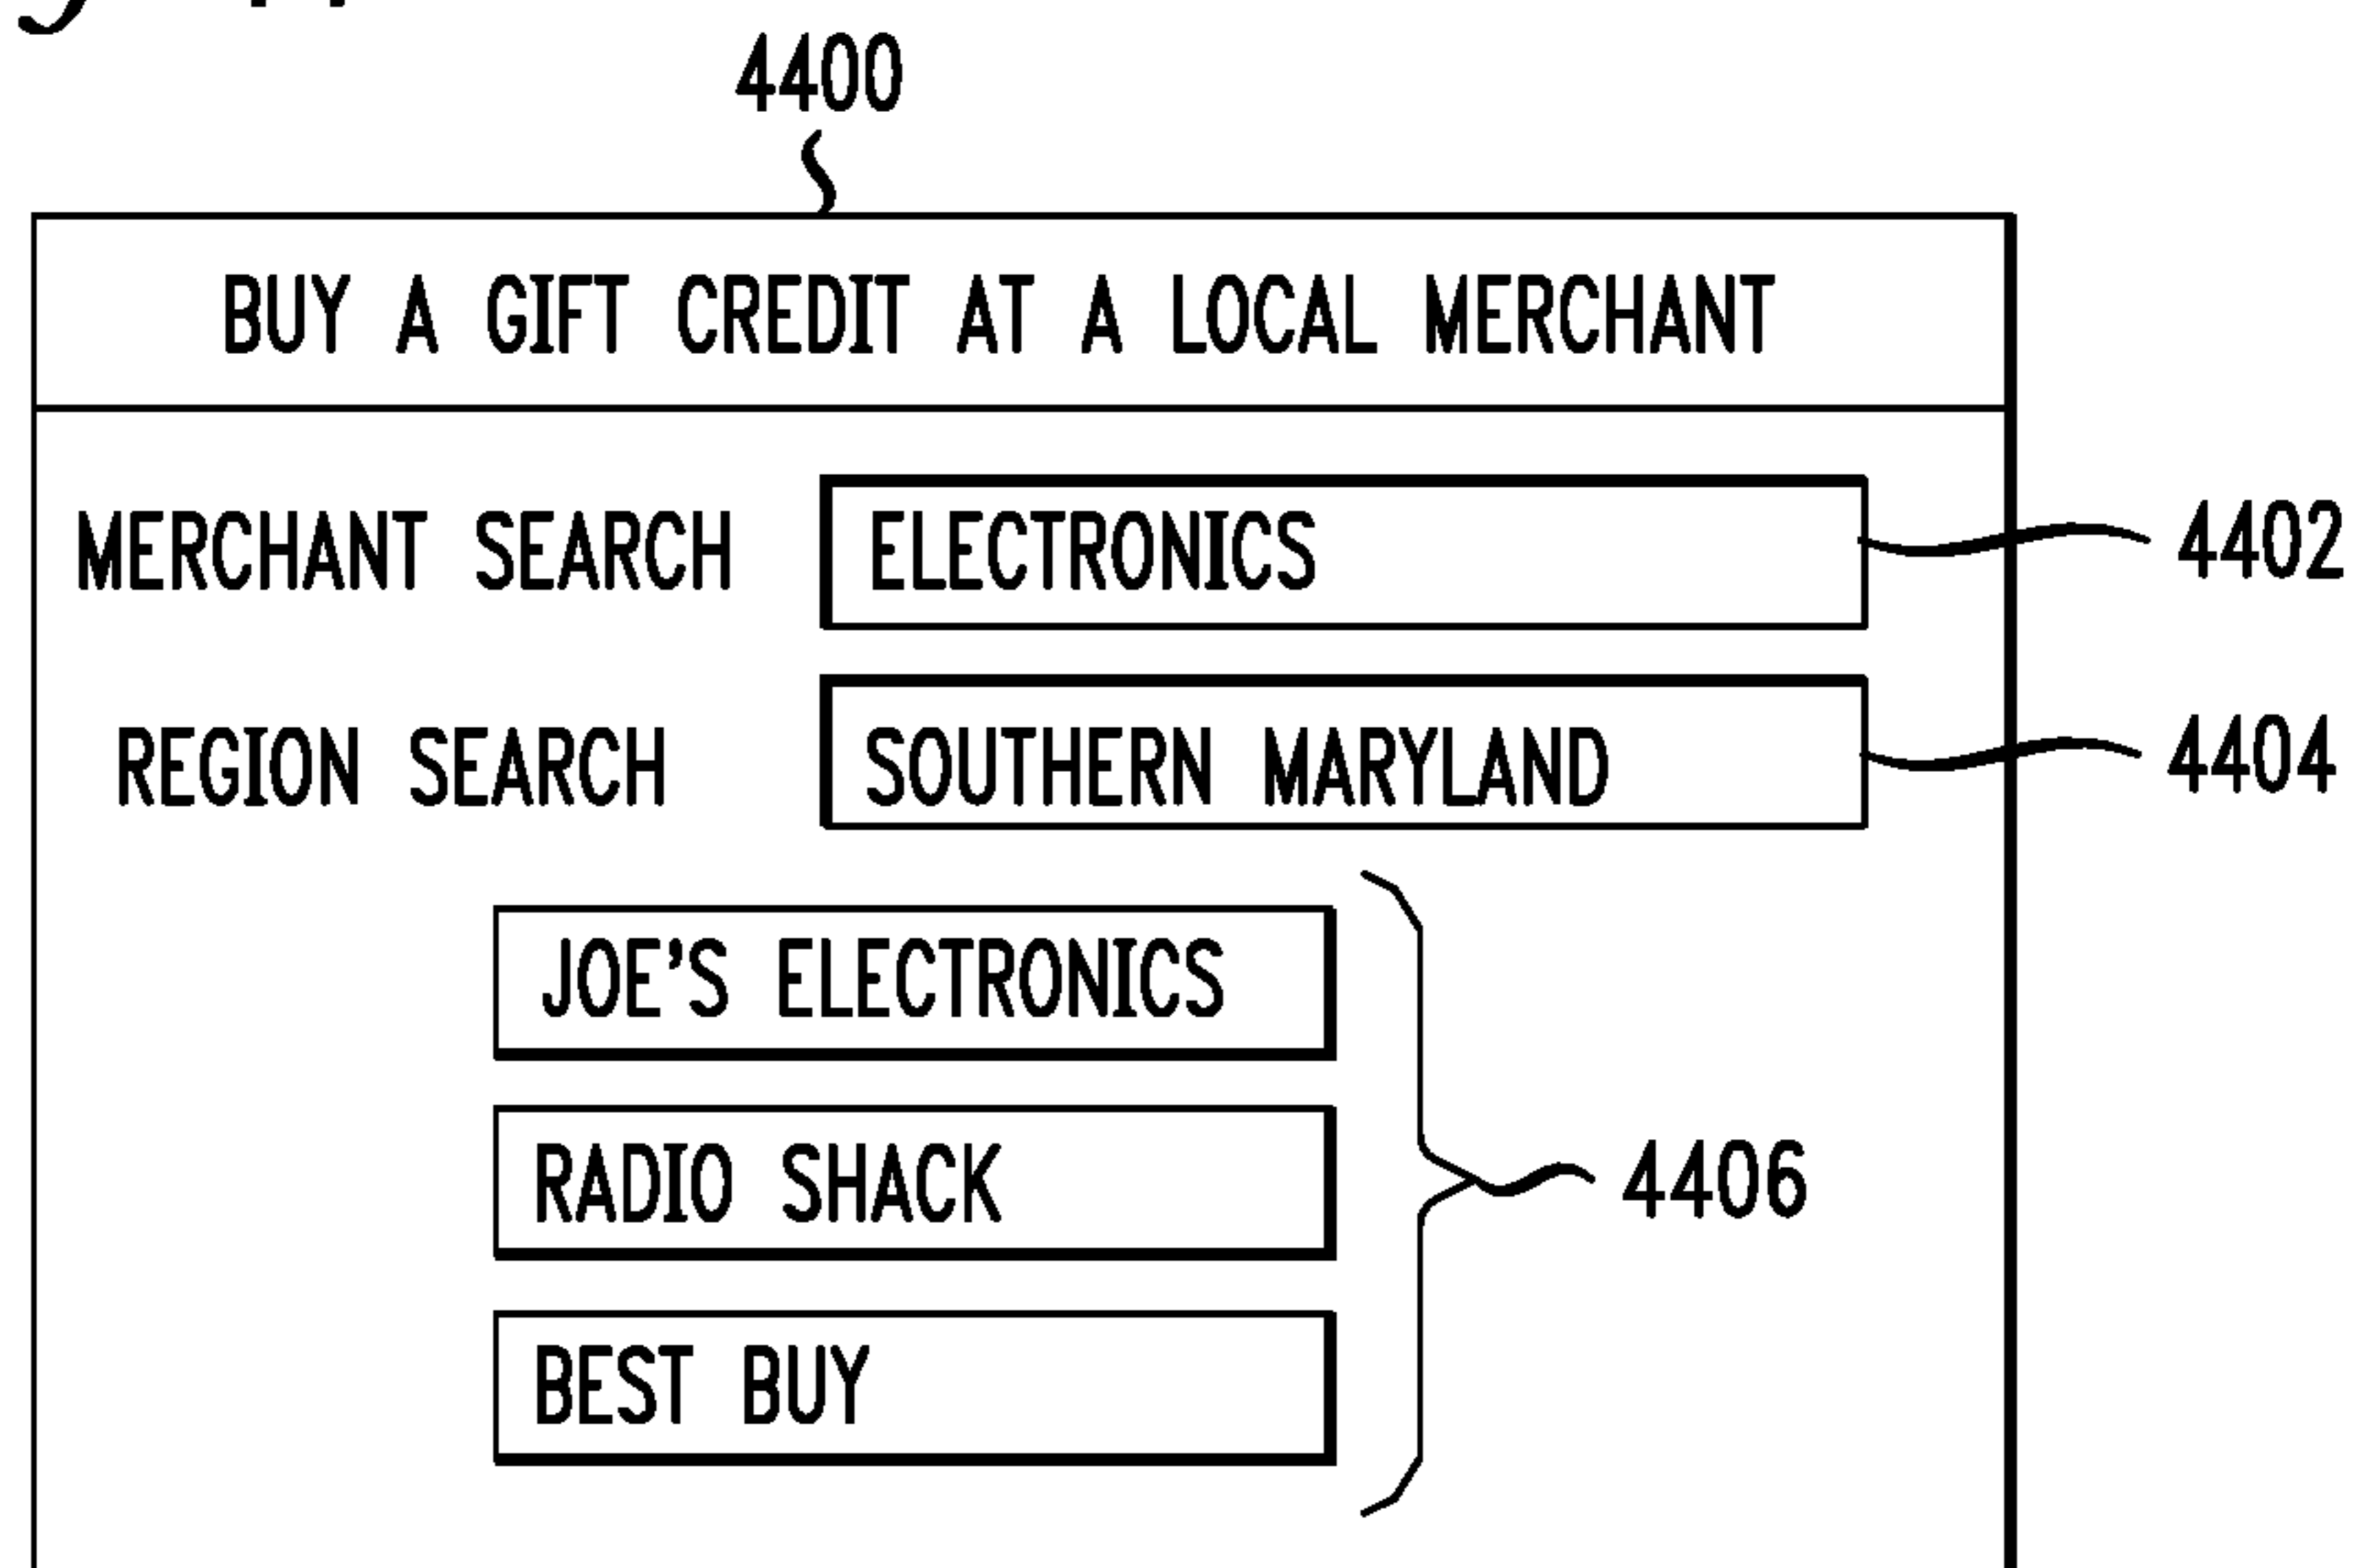 4400
BUY A GIFT CREDIT AT A LOCAL MERCHANT
MERCHANT SEARCH ELECTRONICS 4402
REGION SEARCH SOUTHERN MARYLAND 4404
JOE'S ELECTRONICS
RADIO SHACK 4406
BEST BUY